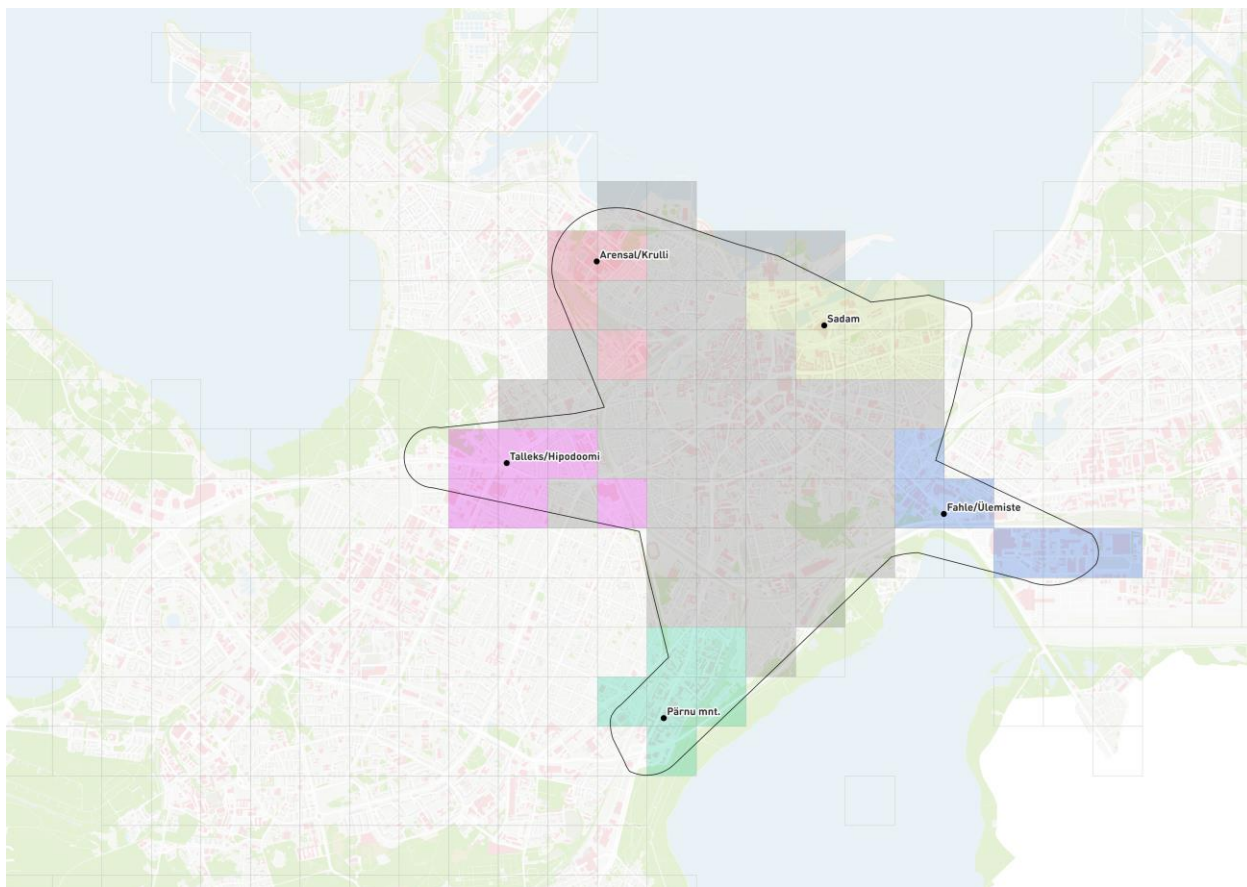 Arensal/Krulli
Sadam
Talleks/Hipodoomi
Fahle/Ülemiste
Pärnu mnt.